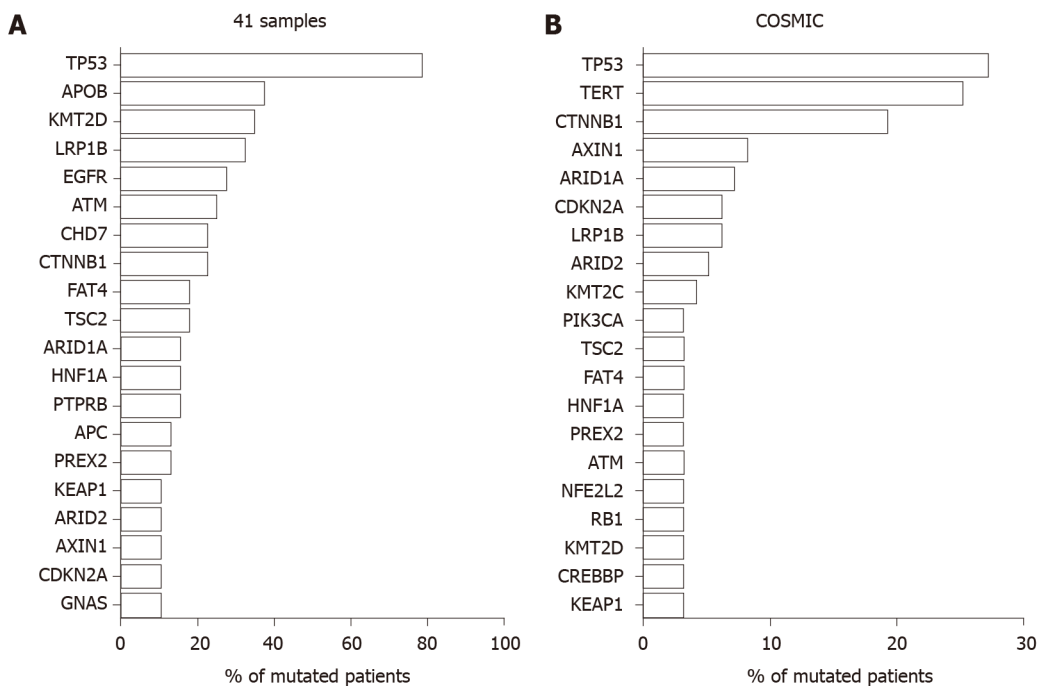 A
41 samples
TP53
APOB
KMT2D
LRP1B
EGFR
ATM
CHD7
CTNNB1
FAT4
TSC2
ARID1A
HNF1A
PTPRB
APC
PREX2
KEAP1
ARID2
AXIN1
CDKN2A
GNAS
0 20 40 60 80 100
% of mutated patients
B
COSMIC
TP53
TERT
CTNNB1
AXIN1
ARID1A
CDKN2A
LRP1B
ARID2
KMT2C
PIK3CA
TSC2
FAT4
HNF1A
PREX2
ATM
NFE2L2
RB1
KMT2D
CREBBP
KEAP1
0 10 20 30
% of mutated patients